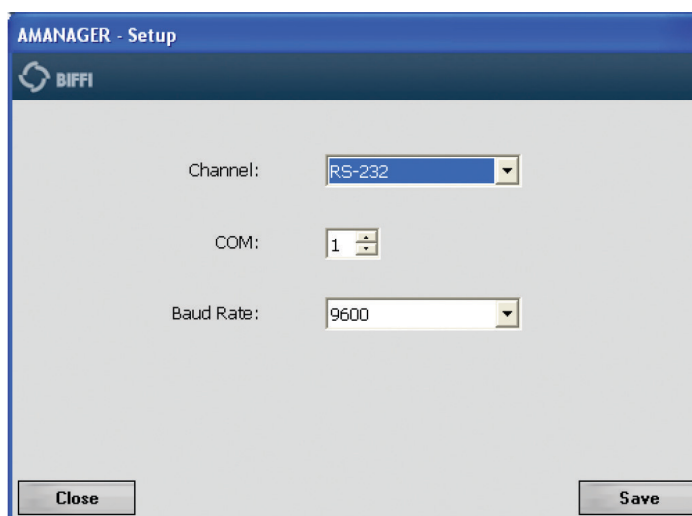 AMANAGER - Setup
BIFFI
Channel: RS-232
COM: 1
Baud Rate: 9600
Close Save